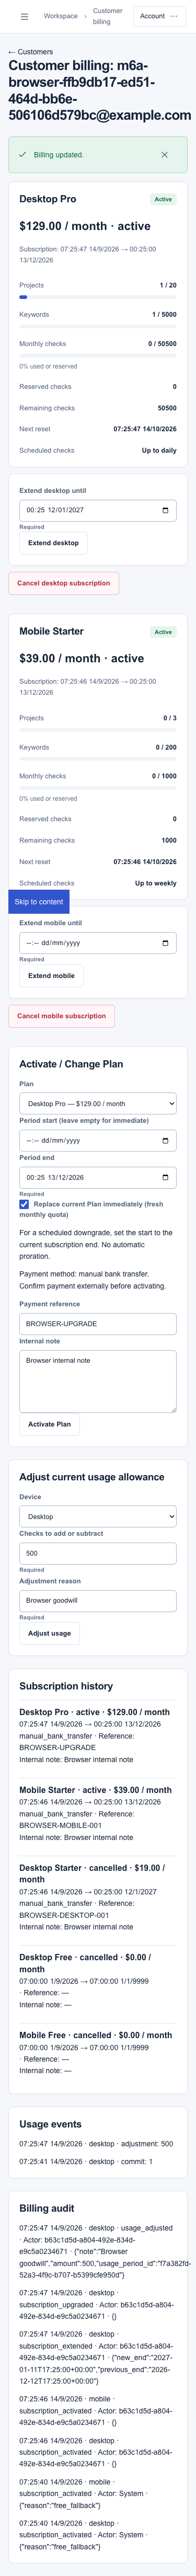 Workspace › Customer billing
Account ···
← Customers
Customer billing: m6a-
browser-ffb9db17-ed51-
464d-bb6e-
506106d579bc@example.com
Billing updated.
Desktop Pro
Active
$129.00 / month · active
Subscription: 07:25:47 14/9/2026 → 00:25:00
13/12/2026
Projects 1 / 20
Keywords 1 / 5000
Monthly checks 0 / 50500
0% used or reserved
Reserved checks 0
Remaining checks 50500
Next reset 07:25:47 14/10/2026
Scheduled checks Up to daily
Extend desktop until
00:25 12/01/2027
Required
Extend desktop
Cancel desktop subscription
Mobile Starter
Active
$39.00 / month · active
Subscription: 07:25:46 14/9/2026 → 00:25:00
13/12/2026
Projects 0 / 3
Keywords 0 / 200
Monthly checks 0 / 1000
0% used or reserved
Reserved checks 0
Remaining checks 1000
Next reset 07:25:46 14/10/2026
Scheduled checks Up to weekly
Skip to content
Extend mobile until
--:-- dd/mm/yyyy
Required
Extend mobile
Cancel mobile subscription
Activate / Change Plan
Plan
Desktop Pro — $129.00 / month
Period start (leave empty for immediate)
--:-- dd/mm/yyyy
Period end
00:25 13/12/2026
Required
Replace current Plan immediately (fresh
monthly quota)
For a scheduled downgrade, set the start to the
current subscription end. No automatic
proration.
Payment method: manual bank transfer.
Confirm payment externally before activating.
Payment reference
BROWSER-UPGRADE
Internal note
Browser internal note
Activate Plan
Adjust current usage allowance
Device
Desktop
Checks to add or subtract
500
Required
Adjustment reason
Browser goodwill
Required
Adjust usage
Subscription history
Desktop Pro · active · $129.00 / month
07:25:47 14/9/2026 → 00:25:00 13/12/2026
manual_bank_transfer · Reference:
BROWSER-UPGRADE
Internal note: Browser internal note
Mobile Starter · active · $39.00 / month
07:25:46 14/9/2026 → 00:25:00 13/12/2026
manual_bank_transfer · Reference:
BROWSER-MOBILE-001
Internal note: Browser internal note
Desktop Starter · cancelled · $19.00 /
month
07:25:46 14/9/2026 → 00:25:00 12/1/2027
manual_bank_transfer · Reference:
BROWSER-DESKTOP-001
Internal note: Browser internal note
Desktop Free · cancelled · $0.00 /
month
07:00:00 1/9/2026 → 07:00:00 1/1/9999
· Reference: —
Internal note: —
Mobile Free · cancelled · $0.00 / month
07:00:00 1/9/2026 → 07:00:00 1/1/9999
· Reference: —
Internal note: —
Usage events
07:25:47 14/9/2026 · desktop · adjustment: 500
07:25:41 14/9/2026 · desktop · commit: 1
Billing audit
07:25:47 14/9/2026 · desktop · usage_adjusted
· Actor: b63c1d5d-a804-492e-834d-
e9c5a0234671 · {"note":"Browser
goodwill","amount":500,"usage_period_id":"f7a382fd-
52a3-4f9c-b707-b5399cfe950d"}
07:25:47 14/9/2026 · desktop ·
subscription_upgraded · Actor: b63c1d5d-a804-
492e-834d-e9c5a0234671 · {}
07:25:47 14/9/2026 · desktop ·
subscription_extended · Actor: b63c1d5d-a804-
492e-834d-e9c5a0234671 · {"new_end":"2027-
01-11T17:25:00+00:00","previous_end":"2026-
12-12T17:25:00+00:00"}
07:25:46 14/9/2026 · mobile ·
subscription_activated · Actor: b63c1d5d-a804-
492e-834d-e9c5a0234671 · {}
07:25:46 14/9/2026 · desktop ·
subscription_activated · Actor: b63c1d5d-a804-
492e-834d-e9c5a0234671 · {}
07:25:40 14/9/2026 · mobile ·
subscription_activated · Actor: System ·
{"reason":"free_fallback"}
07:25:40 14/9/2026 · desktop ·
subscription_activated · Actor: System ·
{"reason":"free_fallback"}